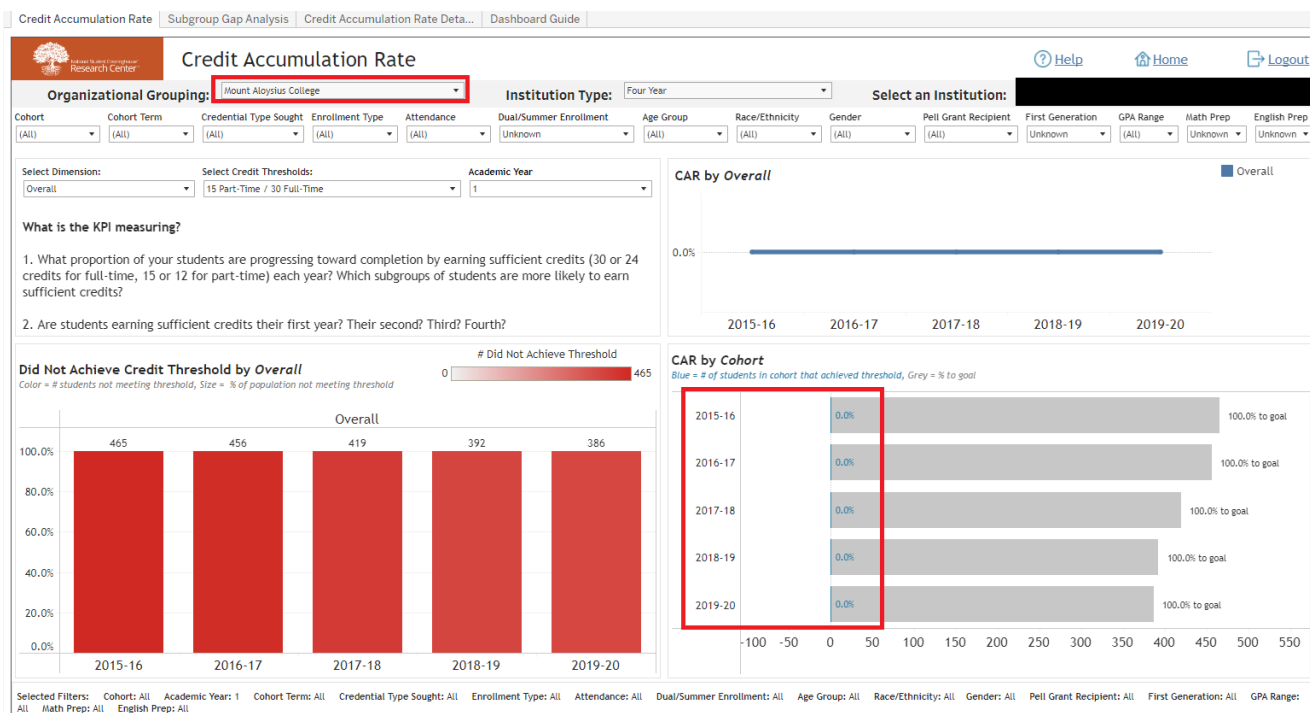 Credit Accumulation Rate
Subgroup Gap Analysis
Credit Accumulation Rate Deta...
Dashboard Guide
National Student Clearinghouse
Research Center
Credit Accumulation Rate
Help
Home
Logout
Organizational Grouping: Mount Aloysius College
Institution Type: Four Year
Select an Institution:
Cohort Cohort Term Credential Type Sought Enrollment Type Attendance Dual/Summer Enrollment Age Group Race/Ethnicity Gender Pell Grant Recipient First Generation GPA Range Math Prep English Prep
(All) (All) (All) (All) (All) Unknown (All) (All) (All) (All) Unknown (All) Unknown Unknown
Select Dimension: Select Credit Thresholds: Academic Year
Overall 15 Part-Time / 30 Full-Time 1
What is the KPI measuring?
1. What proportion of your students are progressing toward completion by earning sufficient credits (30 or 24
credits for full-time, 15 or 12 for part-time) each year? Which subgroups of students are more likely to earn
sufficient credits?
2. Are students earning sufficient credits their first year? Their second? Third? Fourth?
CAR by Overall
Overall
0.0%
2015-16 2016-17 2017-18 2018-19 2019-20
Did Not Achieve Credit Threshold by Overall
Color = # students not meeting threshold, Size = % of population not meeting threshold
# Did Not Achieve Threshold
0 465
Overall
465 456 419 392 386
100.0%
80.0%
60.0%
40.0%
20.0%
0.0%
2015-16 2016-17 2017-18 2018-19 2019-20
CAR by Cohort
Blue = # of students in cohort that achieved threshold, Grey = % to goal
2015-16 0.0% 100.0% to goal
2016-17 0.0% 100.0% to goal
2017-18 0.0% 100.0% to goal
2018-19 0.0% 100.0% to goal
2019-20 0.0% 100.0% to goal
-100 -50 0 50 100 150 200 250 300 350 400 450 500 550
Selected Filters: Cohort: All Academic Year: 1 Cohort Term: All Credential Type Sought: All Enrollment Type: All Attendance: All Dual/Summer Enrollment: All Age Group: All Race/Ethnicity: All Gender: All Pell Grant Recipient: All First Generation: All GPA Range:
All Math Prep: All English Prep: All